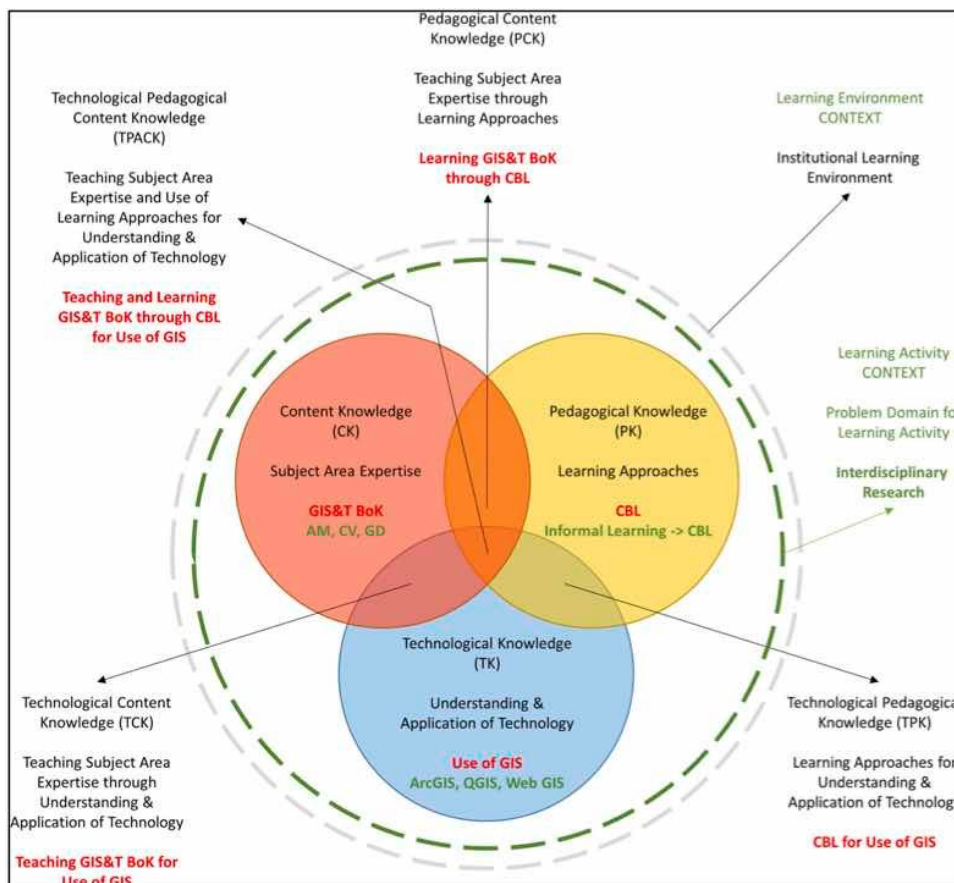 Pedagogical Content
Knowledge (PCK)
Teaching Subject Area
Expertise through
Learning Approaches
Learning GIS&T BoK
through CBL
Technological Pedagogical
Content Knowledge
(TPACK)
Teaching Subject Area
Expertise and Use of
Learning Approaches for
Understanding &
Application of Technology
Teaching and Learning
GIS&T BoK through CBL
for Use of GIS
Learning Environment
CONTEXT
Institutional Learning
Environment
Learning Activity
CONTEXT
Problem Domain fo
Learning Activity
Interdisciplinary
Research
Content Knowledge
(CK)
Subject Area Expertise
GIS&T BoK
AM, CV, GD
Pedagogical Knowledge
(PK)
Learning Approaches
CBL
Informal Learning -> CBL
Technological Knowledge
(TK)
Understanding &
Application of Technology
Use of GIS
ArcGIS, QGIS, Web GIS
Technological Content
Knowledge (TCK)
Teaching Subject Area
Expertise through
Understanding &
Application of Technology
Teaching GIS&T BoK for
Use of GIS
Technological Pedagogica
Knowledge (TPK)
Learning Approaches for
Understanding &
Application of Technology
CBL for Use of GIS